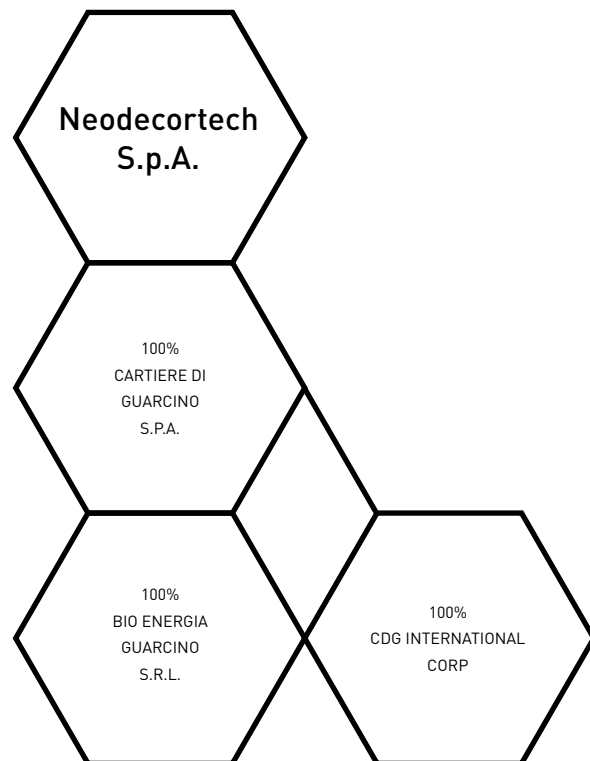 Neodecortech
S.p.A.
100%
CARTIERE DI
GUARCINO
S.P.A.
100%
BIO ENERGIA
GUARCINO
S.R.L.
100%
CDG INTERNATIONAL
CORP